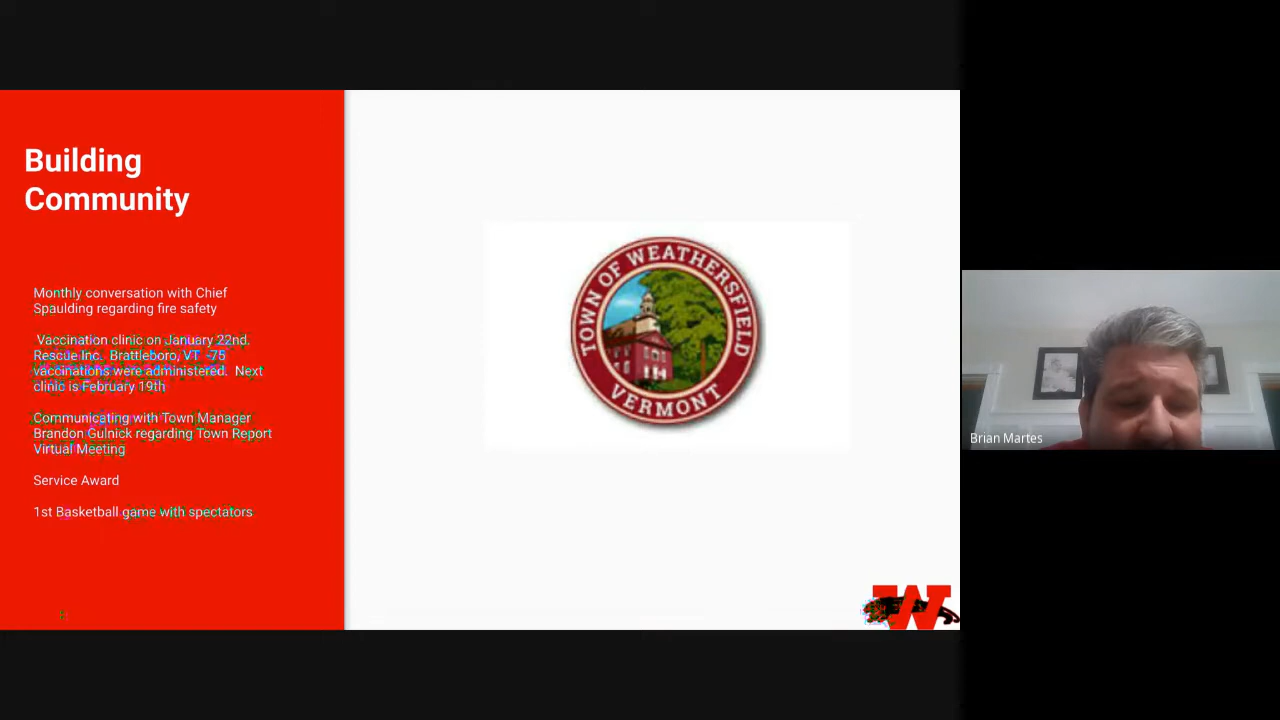 Building
Community
Monthly conversation with Chief
Spaulding regarding fire safety
Vaccination clinic on January 22nd.
Rescue Inc. Brattleboro, VT -75
vaccinations were administered. Next
clinic is February 19th
Communicating with Town Manager
Brandon Gulnick regarding Town Report
Virtual Meeting
Service Award
1st Basketball game with spectators
TOWN OF WEATHERSFIELD
VERMONT
W
Brian Martes